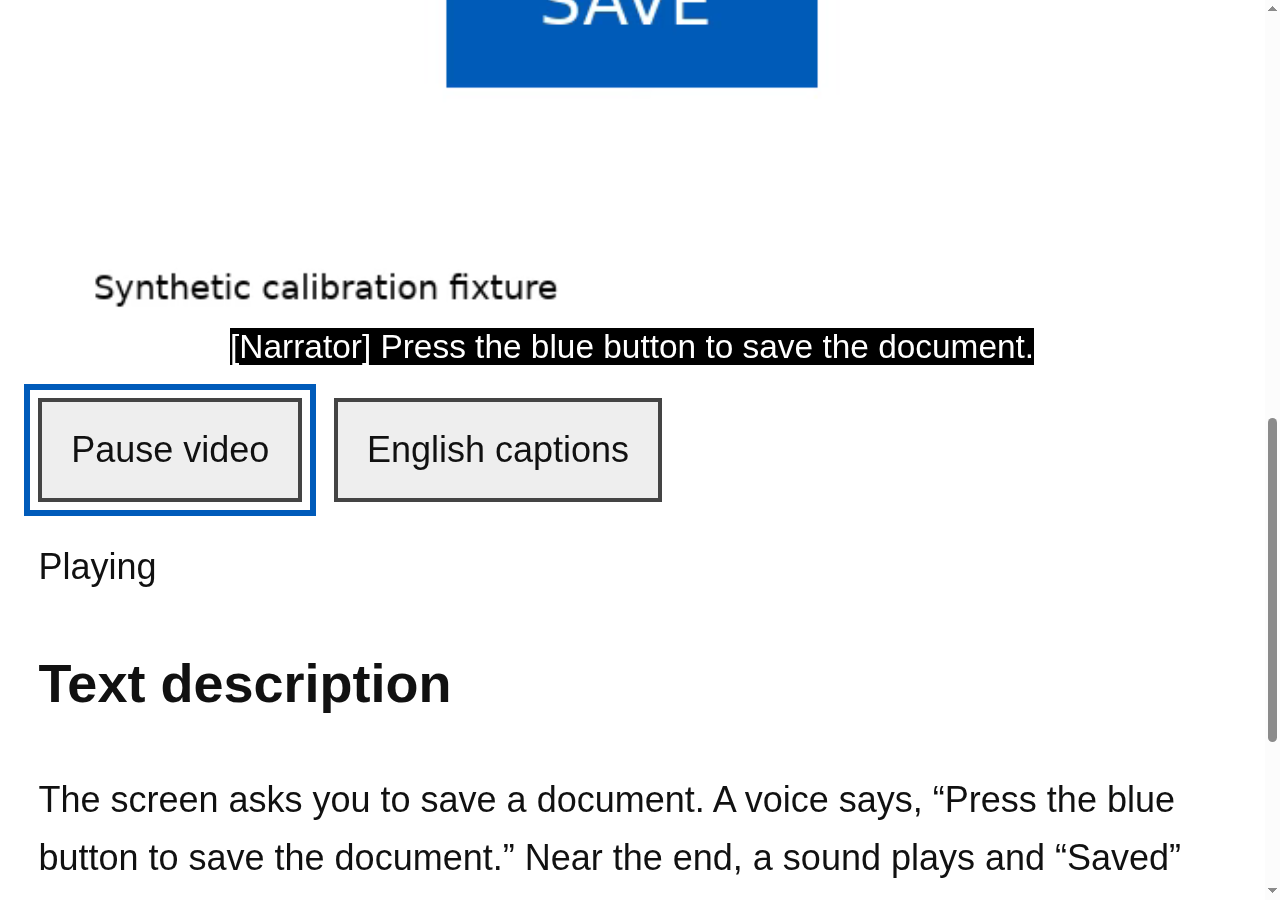 SAVE
Synthetic calibration fixture
[Narrator] Press the blue button to save the document.
Pause video
English captions
Playing
Text description
The screen asks you to save a document. A voice says, “Press the blue
button to save the document.” Near the end, a sound plays and “Saved”